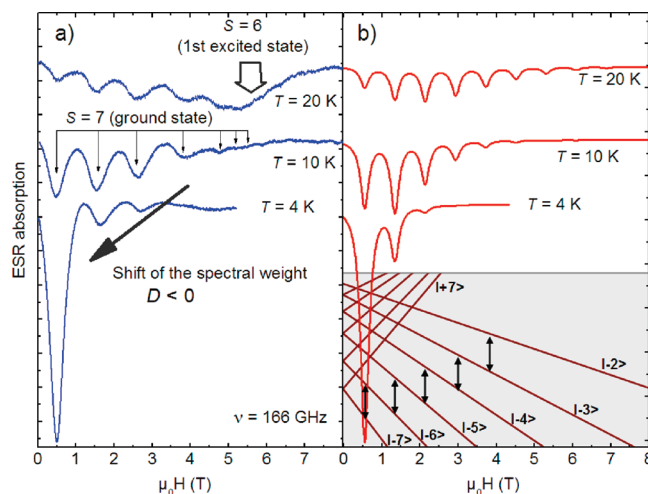 a)
S = 6
(1st excited state)
T = 20 K
S = 7 (ground state)
T = 10 K
T = 4 K
Shift of the spectral weight
D < 0
ν = 166 GHz
ESR absorption
0 1 2 3 4 5 6 7
μ₀H (T)
b)
T = 20 K
T = 10 K
T = 4 K
I+7>
I-2>
I-3>
I-4>
I-5>
I-6>
I-7>
0 1 2 3 4 5 6 7 8
μ₀H (T)